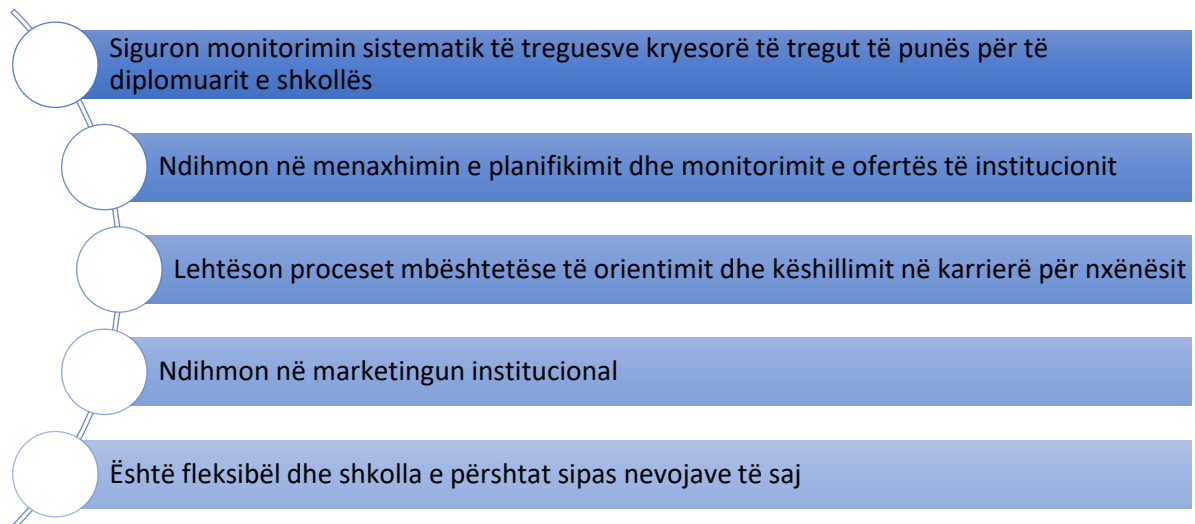 Siguron monitorimin sistematik të treguesve kryesorë të tregut të punës për të
diplomuarit e shkollës
Ndihmon në menaxhimin e planifikimit dhe monitorimit e ofertës të institucionit
Lehtëson proceset mbështetëse të orientimit dhe këshillimit në karrierë për nxënësit
Ndihmon në marketingun institucional
Është fleksibël dhe shkolla e përshtat sipas nevojave të saj